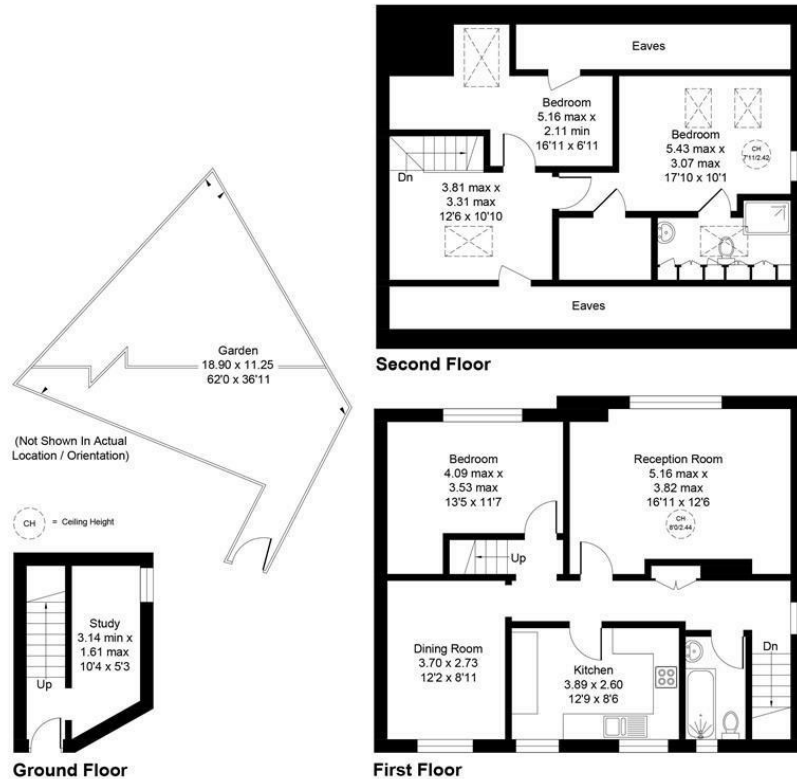 Eaves
Bedroom
5.16 max x
2.11 min
16'11 x 6'11
Bedroom
5.43 max x
3.07 max
17'10 x 10'1
CH
7'11/2.42
Dn
3.81 max x
3.31 max
12'6 x 10'10
Eaves
Second Floor
Garden
18.90 x 11.25
62'0 x 36'11
(Not Shown In Actual
Location / Orientation)
CH = Ceiling Height
Study
3.14 min x
1.61 max
10'4 x 5'3
Up
Ground Floor
Bedroom
4.09 max x
3.53 max
13'5 x 11'7
Reception Room
5.16 max x
3.82 max
16'11 x 12'6
CH
8'0/2.44
Up
Dining Room
3.70 x 2.73
12'2 x 8'11
Kitchen
3.89 x 2.60
12'9 x 8'6
Dn
First Floor